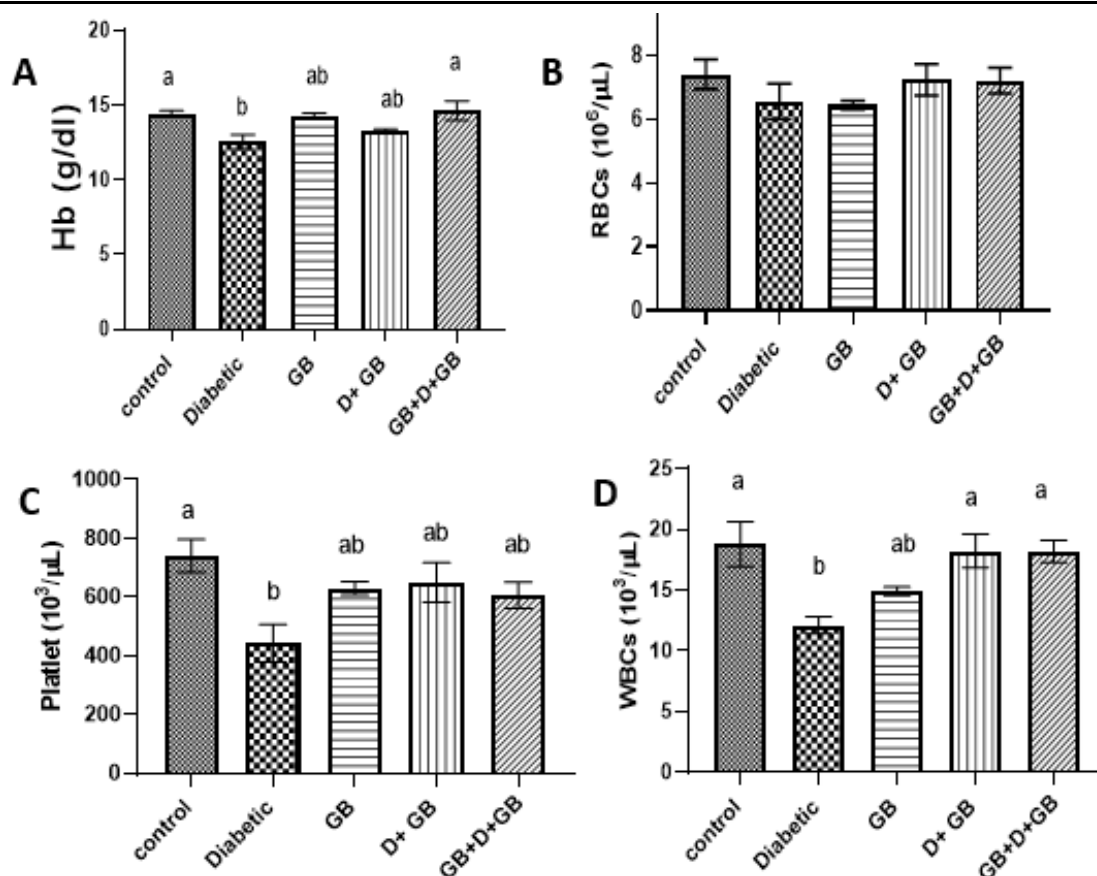 A
Hb (g/dl)
20
15
10
5
0
a
b
ab
ab
a
control
Diabetic
GB
D+ GB
GB+D+GB
B
RBCs (10⁶/µL)
8
6
4
2
0
control
Diabetic
GB
D+ GB
GB+D+GB
C
Platlet (10³/µL)
1000
800
600
400
200
0
a
b
ab
ab
ab
control
Diabetic
GB
D+ GB
GB+D+GB
D
WBCs (10³/µL)
25
20
15
10
5
0
a
b
ab
a
a
control
Diabetic
GB
D+ GB
GB+D+GB